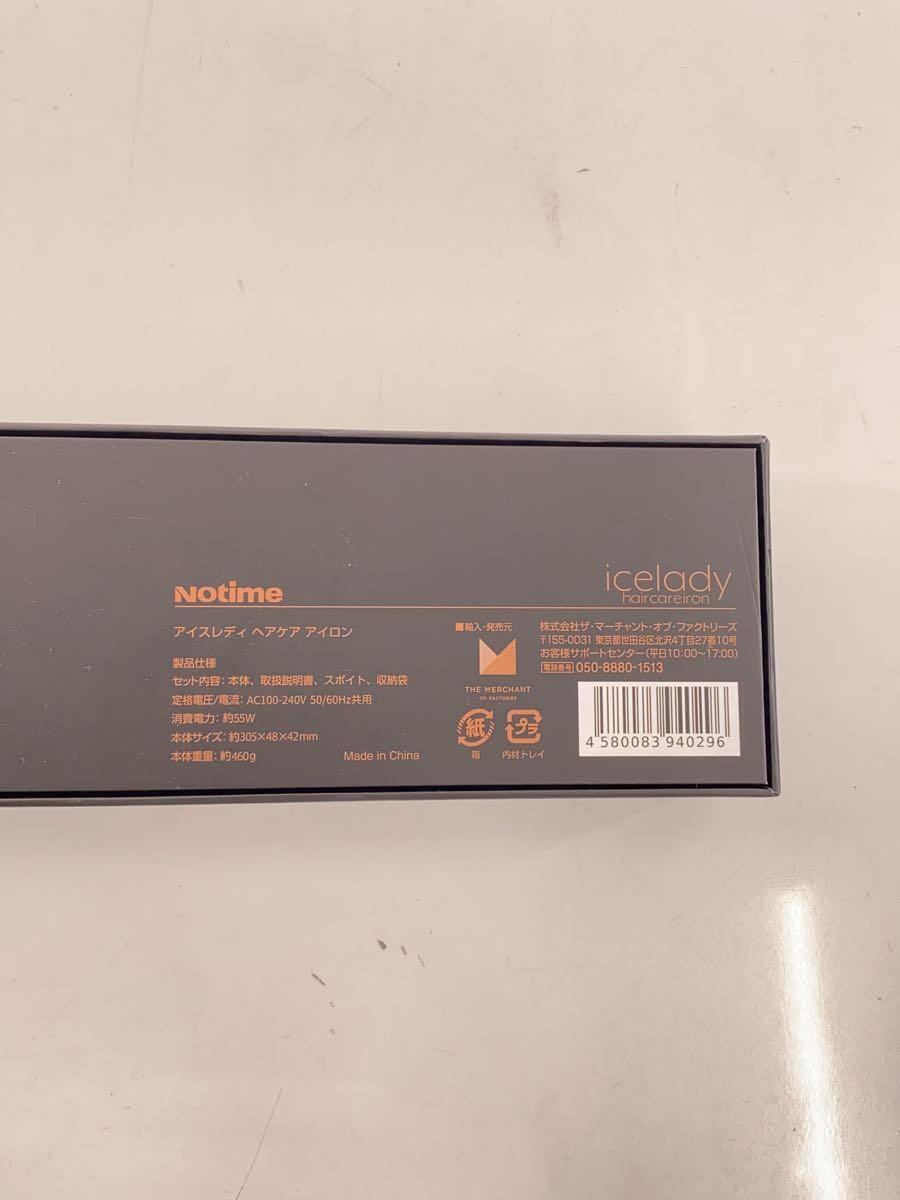 Notime
icelady
haircareiron
アイスレディ ヘアケア アイロン
製品仕様
セット内容: 本体、取扱説明書、スポイト、収納袋
定格電圧/電流: AC100-240V 50/60Hz共用
消費電力: 約55W
本体サイズ: 約305×48×42mm
本体重量: 約460g
Made in China
■輸入・発売元
THE MERCHANT
OF・FACTORIES
紙
箱
プラ
内材トレイ
株式会社ザ・マーチャント・オブ・ファクトリーズ
〒155-0031 東京都世田谷区北沢4丁目27番10号
お客様サポートセンター (平日10:00〜17:00)
電話番号 050-8880-1513
4 580083 940296